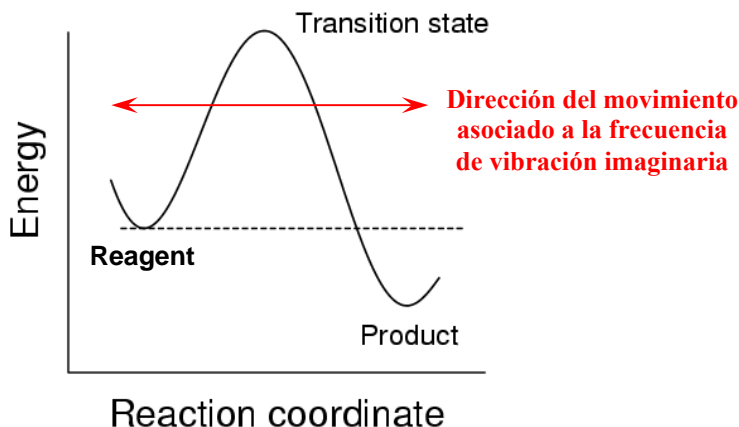 Transition state
Dirección del movimiento
asociado a la frecuencia
de vibración imaginaria
Energy
Reagent
Product
Reaction coordinate